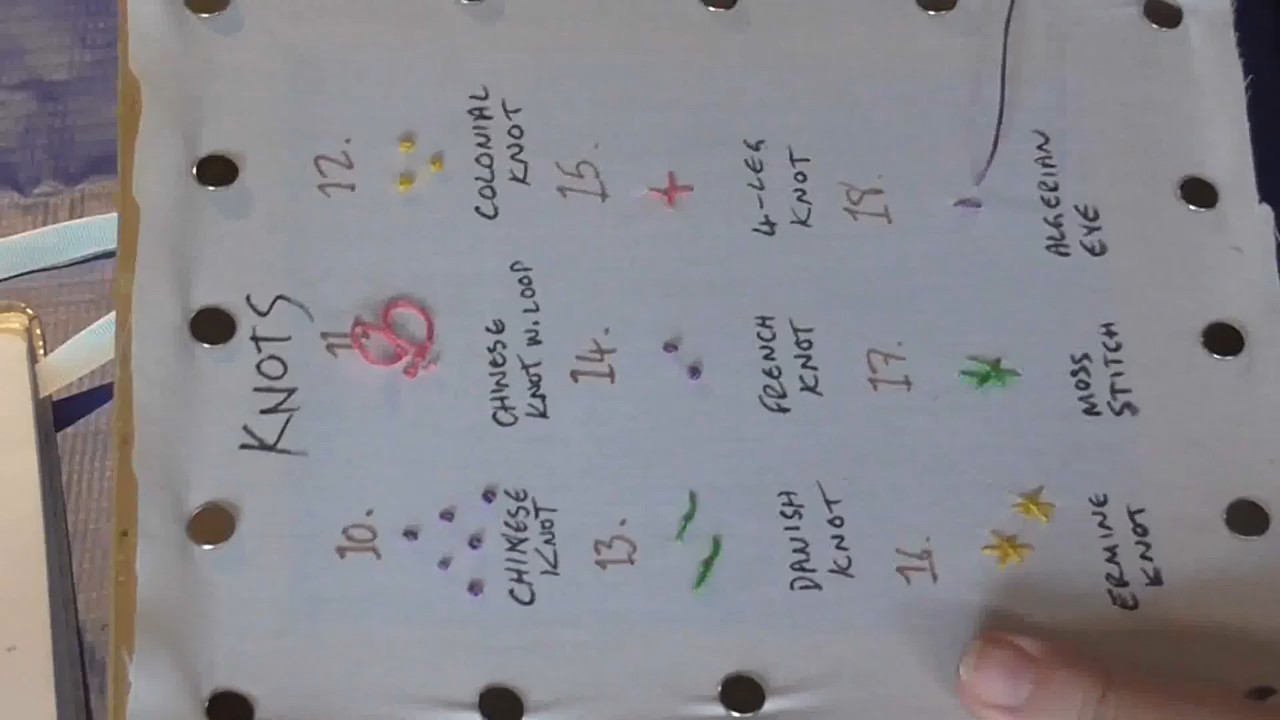 KNOTS
10.
CHINESE
KNOT
11.
CHINESE
KNOT W. LOOP
12.
COLONIAL
KNOT
13.
DANISH
KNOT
14.
FRENCH
KNOT
15.
4-LEG
KNOT
16.
ERMINE
KNOT
17.
MOSS
STITCH
18.
ALGERIAN
EYE